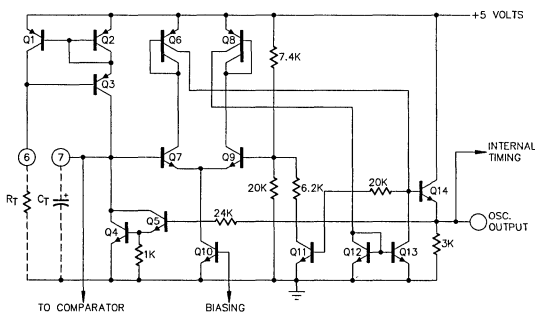 +5 VOLTS
Q1
Q2
Q6
Q8
7.4K
Q3
6
7
INTERNAL
TIMING
Q7
Q9
20K
Q14
RT
CT
+
20K
6.2K
Q5
24K
OSC.
OUTPUT
Q4
1K
Q10
Q11
Q12
Q13
3K
TO COMPARATOR
BIASING